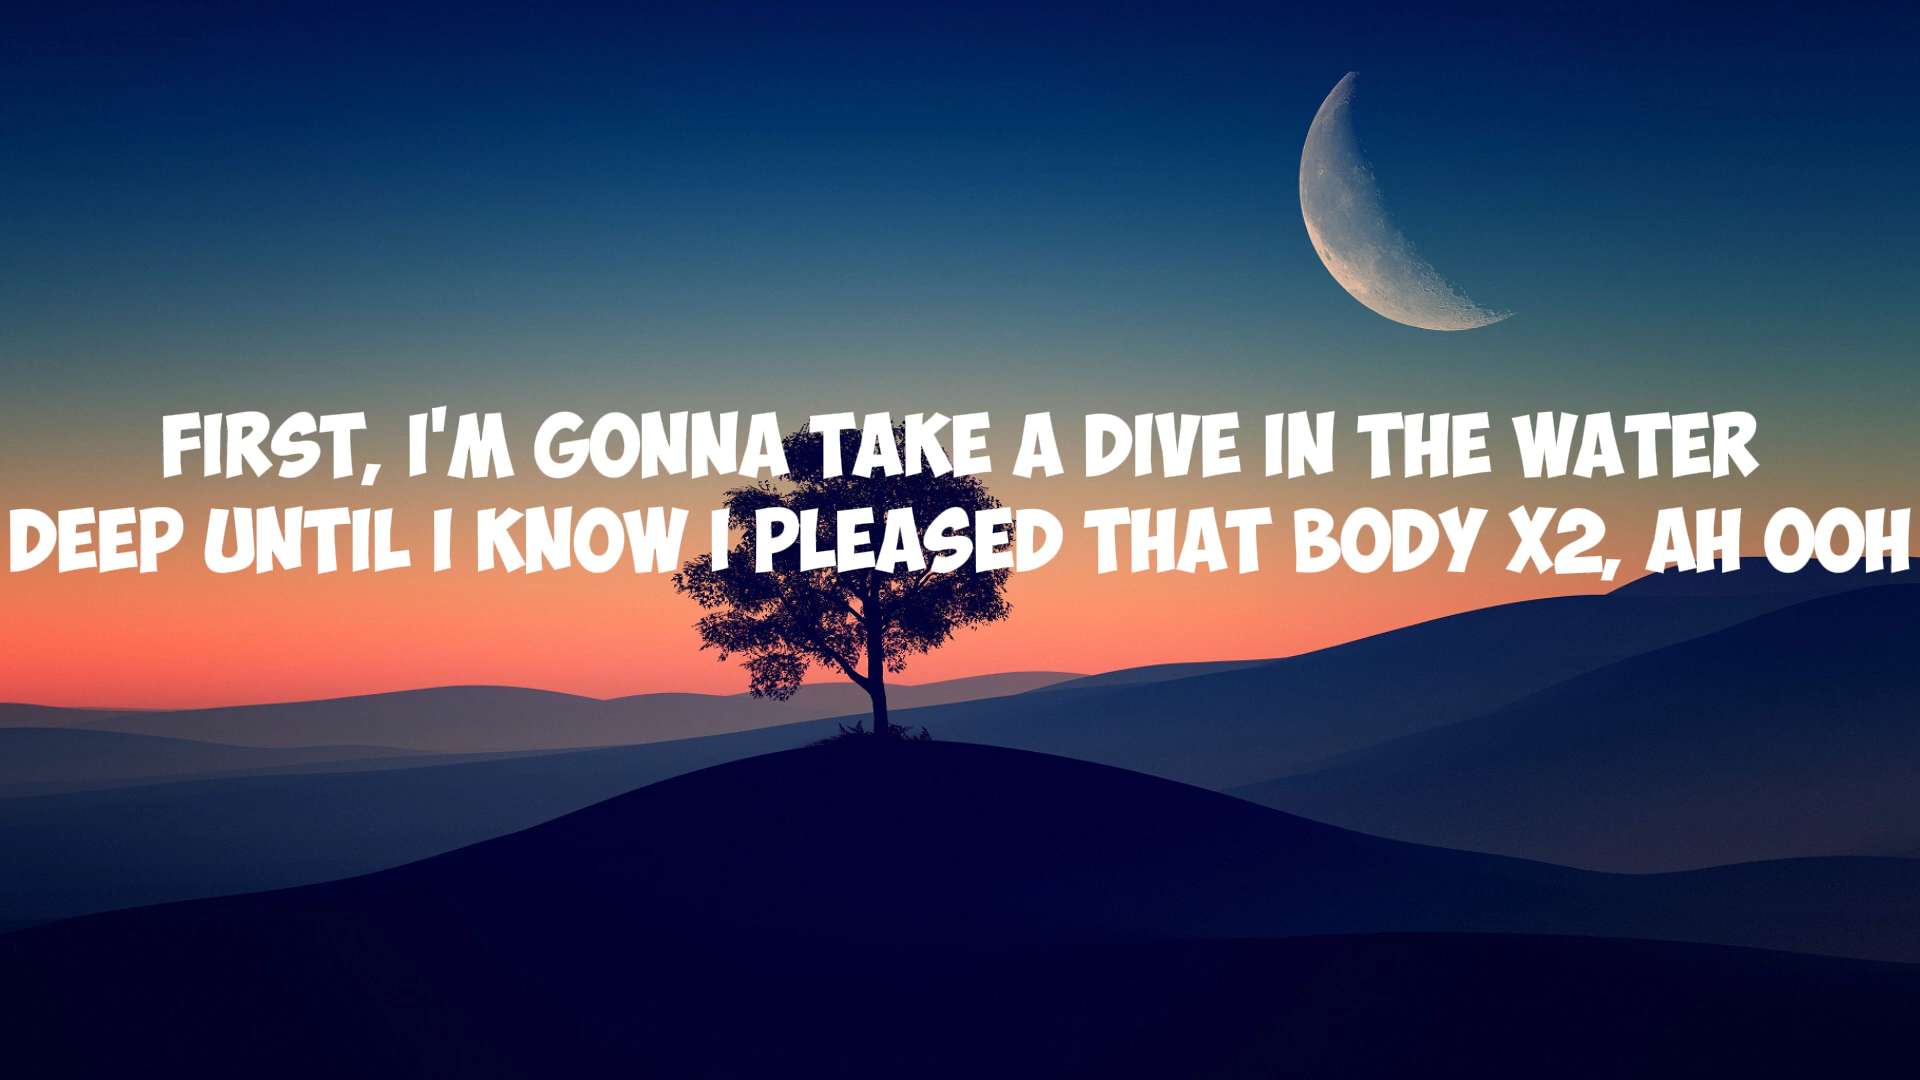 FIRST, I'M GONNA TAKE A DIVE IN THE WATER
DEEP UNTIL I KNOW I PLEASED THAT BODY X2, AH OOH